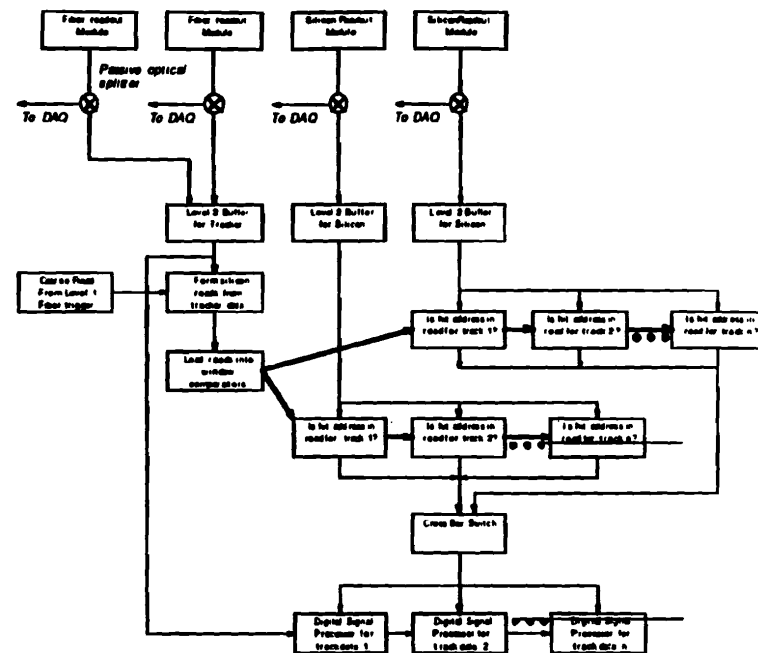 Fiber readout
Module
Fiber readout
Module
Silicon Readout
Module
Silicon Readout
Module
Passive optical
splitter
To DAQ
To DAQ
To DAQ
To DAQ
Level 2 Buffer
for Tracker
Level 2 Buffer
for Silicon
Level 2 Buffer
for Silicon
Coarse Road
From Level 1
Fiber trigger
Form silicon
roads from
tracker data
Is hit address in
road for track 1?
Is hit address in
road for track 2?
Is hit address in
road for track n?
Load roads into
window
comparators
Is hit address in
road for track 1?
Is hit address in
road for track 2?
Is hit address in
road for track n?
Cross Bar Switch
Digital Signal
Processor for
track data 1
Digital Signal
Processor for
track data 2
Digital Signal
Processor for
track data n